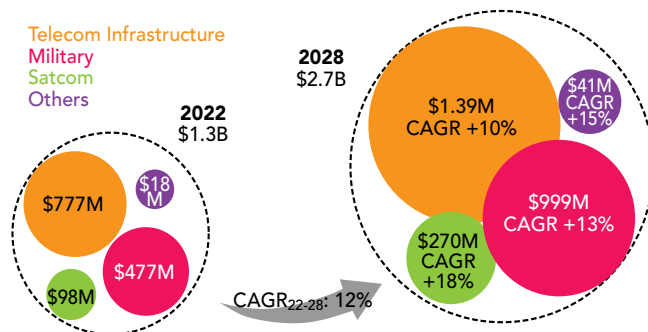 Telecom Infrastructure
Military
Satcom
Others
2022
$1.3B
$777M
$18
M
$477M
$98M
CAGR22-28: 12%
2028
$2.7B
$1.39M
CAGR +10%
$41M
CAGR
+15%
$999M
CAGR +13%
$270M
CAGR
+18%